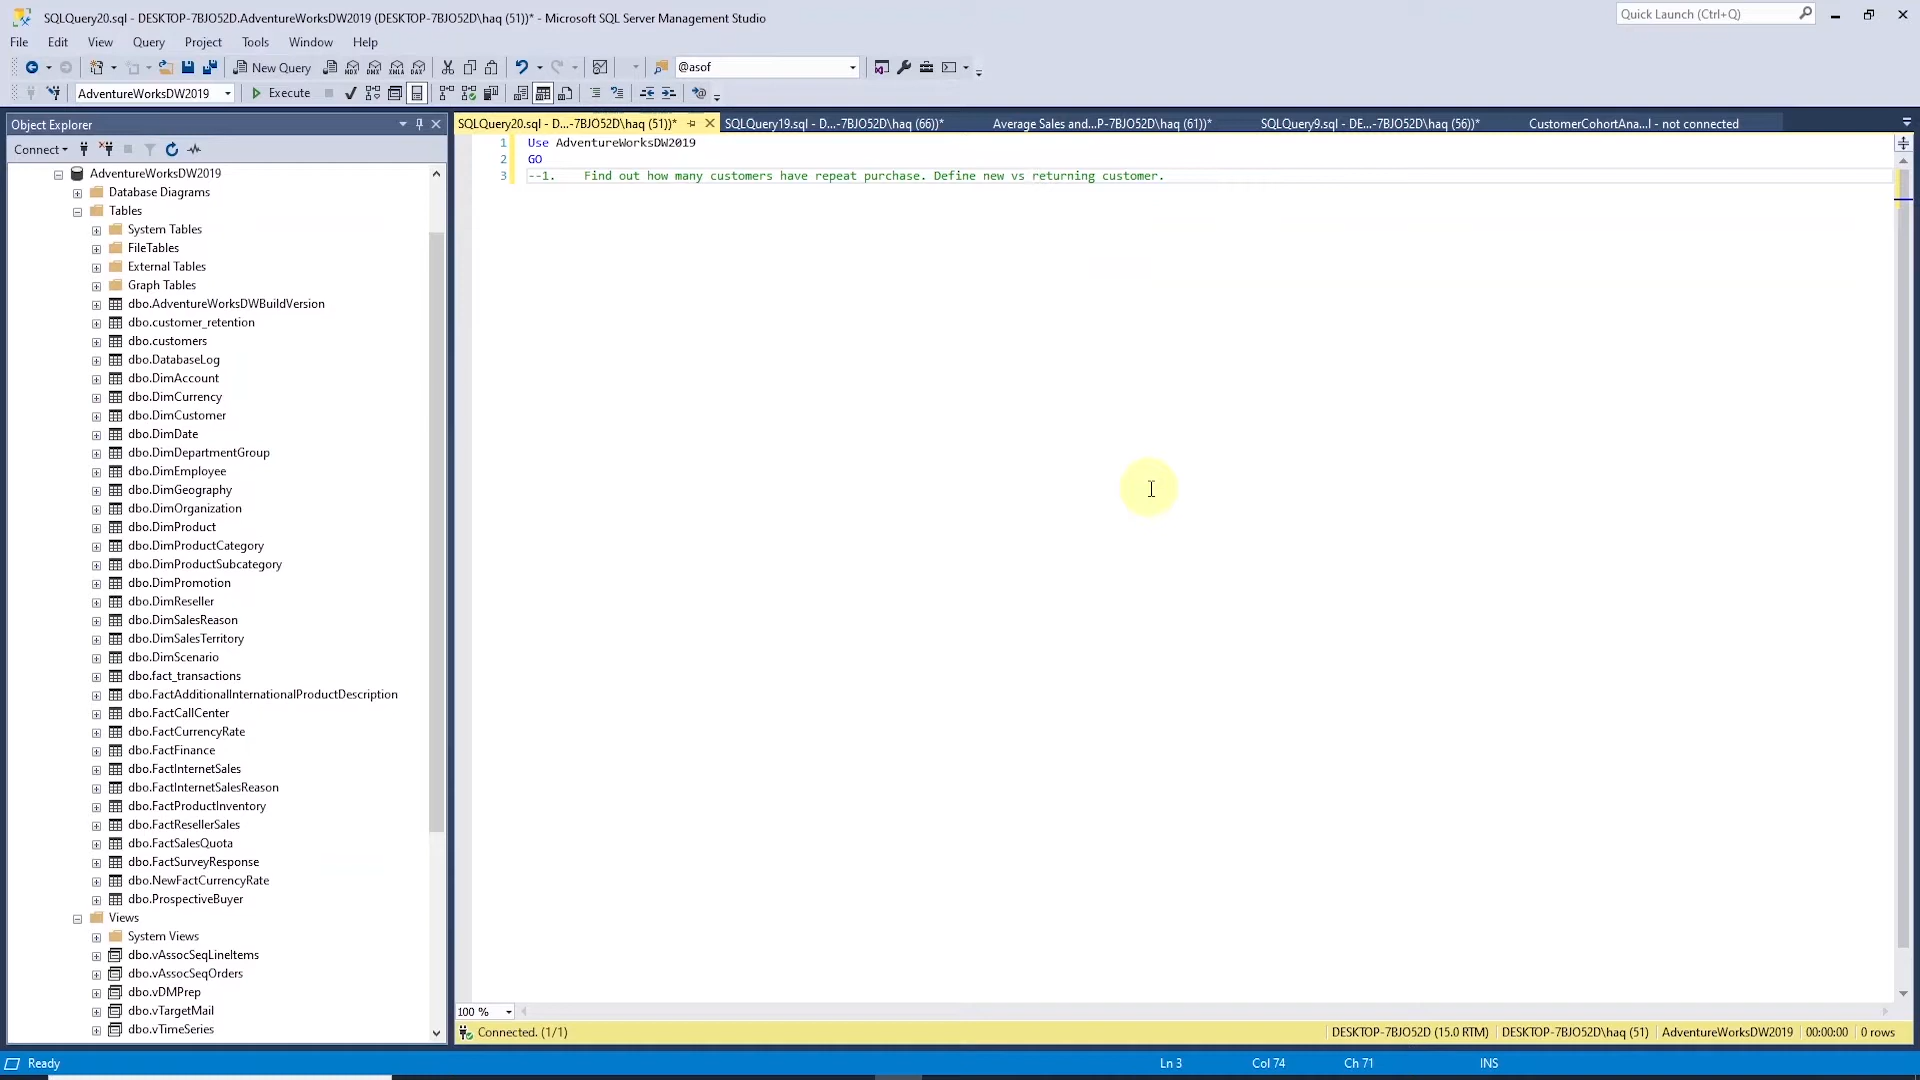 SQLQuery20.sql - DESKTOP-7BJO52D.AdventureWorksDW2019 (DESKTOP-7BJO52D\haq (51))* - Microsoft SQL Server Management Studio
Quick Launch (Ctrl+Q)
File Edit View Query Project Tools Window Help
New Query
@asof
AdventureWorksDW2019
Execute
Object Explorer
SQLQuery20.sql - D...-7BJO52D\haq (51))*
SQLQuery19.sql - D...-7BJO52D\haq (66))*
Average Sales and...P-7BJO52D\haq (61))*
SQLQuery9.sql - DE...-7BJO52D\haq (56))*
CustomerCohortAna...l - not connected
Connect
1 Use AdventureWorksDW2019
2 GO
3 --1. Find out how many customers have repeat purchase. Define new vs returning customer.
AdventureWorksDW2019
Database Diagrams
Tables
System Tables
FileTables
External Tables
Graph Tables
dbo.AdventureWorksDWBuildVersion
dbo.customer_retention
dbo.customers
dbo.DatabaseLog
dbo.DimAccount
dbo.DimCurrency
dbo.DimCustomer
dbo.DimDate
dbo.DimDepartmentGroup
dbo.DimEmployee
dbo.DimGeography
dbo.DimOrganization
dbo.DimProduct
dbo.DimProductCategory
dbo.DimProductSubcategory
dbo.DimPromotion
dbo.DimReseller
dbo.DimSalesReason
dbo.DimSalesTerritory
dbo.DimScenario
dbo.fact_transactions
dbo.FactAdditionalInternationalProductDescription
dbo.FactCallCenter
dbo.FactCurrencyRate
dbo.FactFinance
dbo.FactInternetSales
dbo.FactInternetSalesReason
dbo.FactProductInventory
dbo.FactResellerSales
dbo.FactSalesQuota
dbo.FactSurveyResponse
dbo.NewFactCurrencyRate
dbo.ProspectiveBuyer
Views
System Views
dbo.vAssocSeqLineItems
dbo.vAssocSeqOrders
dbo.vDMPrep
dbo.vTargetMail
dbo.vTimeSeries
100 %
Connected. (1/1)
DESKTOP-7BJO52D (15.0 RTM)
DESKTOP-7BJO52D\haq (51)
AdventureWorksDW2019
00:00:00
0 rows
Ready
Ln 3
Col 74
Ch 71
INS